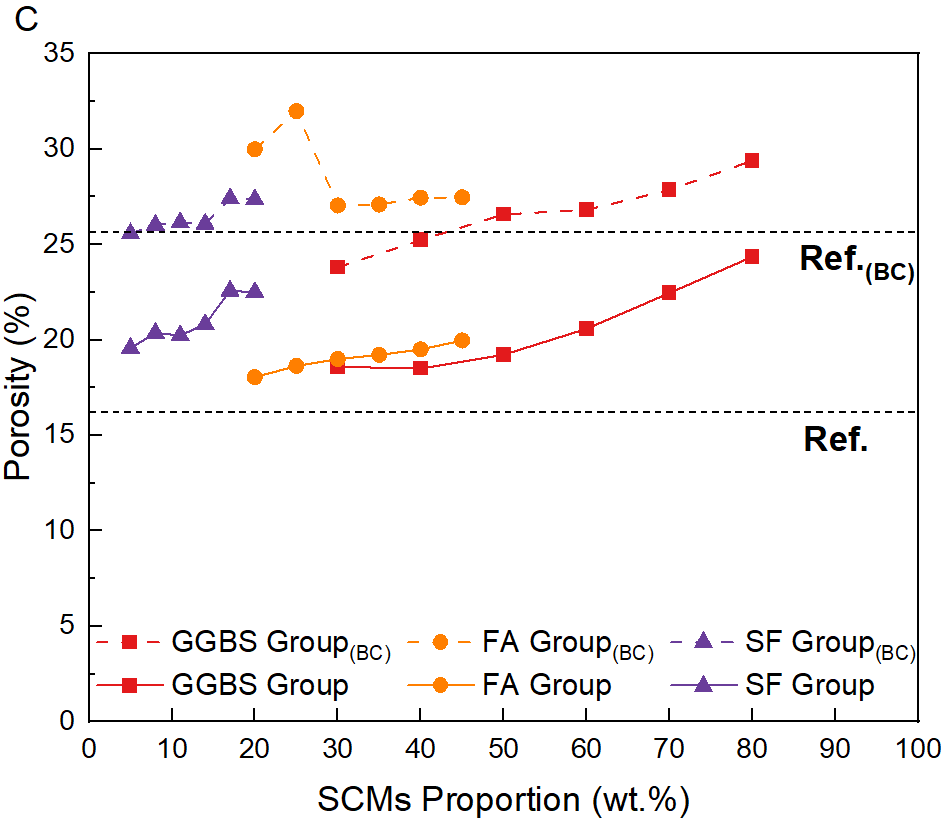 C
35
30
25
20
15
10
5
0
Porosity (%)
Ref.(BC)
Ref.
GGBS Group(BC) FA Group(BC) SF Group(BC)
GGBS Group FA Group SF Group
0 10 20 30 40 50 60 70 80 90 100
SCMs Proportion (wt.%)